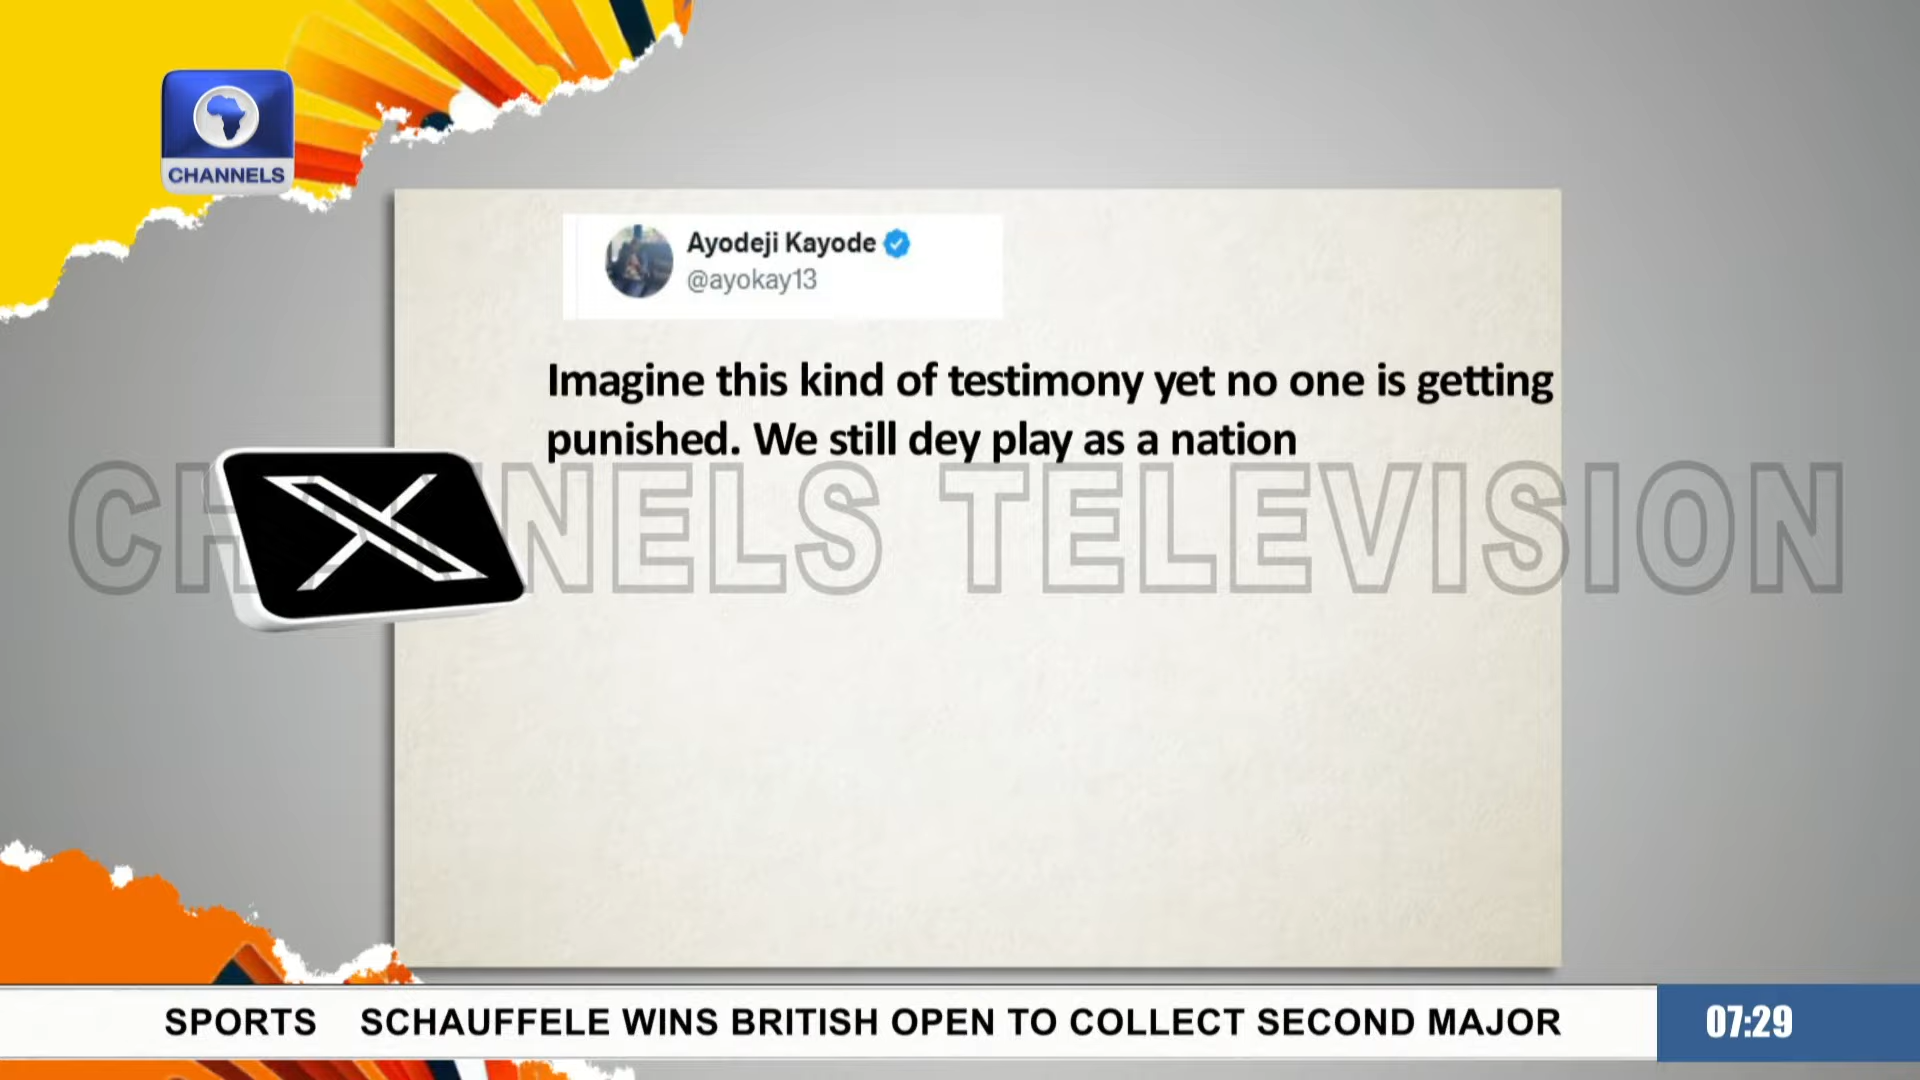 CHANNELS
Ayodeji Kayode
@ayokay13
Imagine this kind of testimony yet no one is getting
punished. We still dey play as a nation
CHANNELS TELEVISION
SPORTS SCHAUFFELE WINS BRITISH OPEN TO COLLECT SECOND MAJOR
07:29